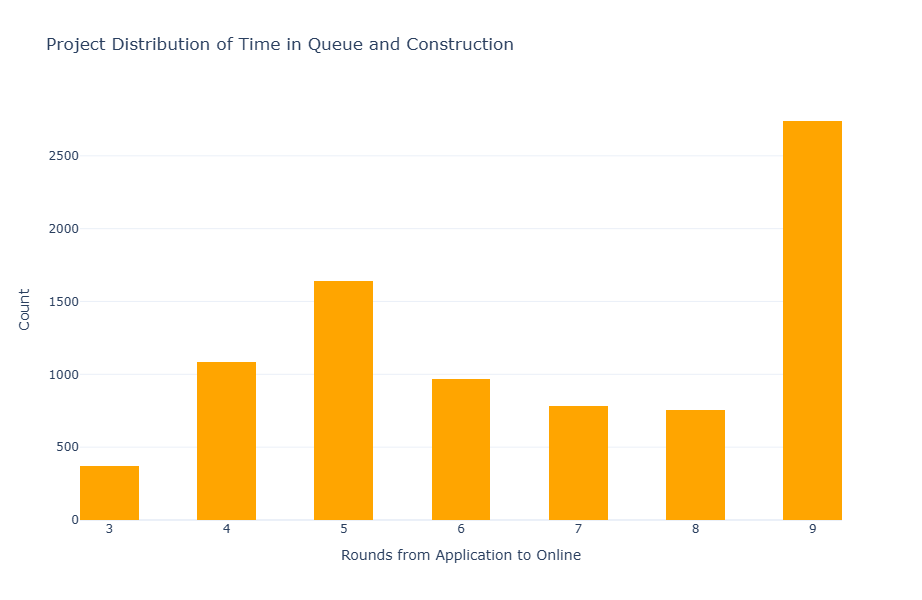 Project Distribution of Time in Queue and Construction
2500
2000
1500
1000
500
0
Count
3 4 5 6 7 8 9
Rounds from Application to Online